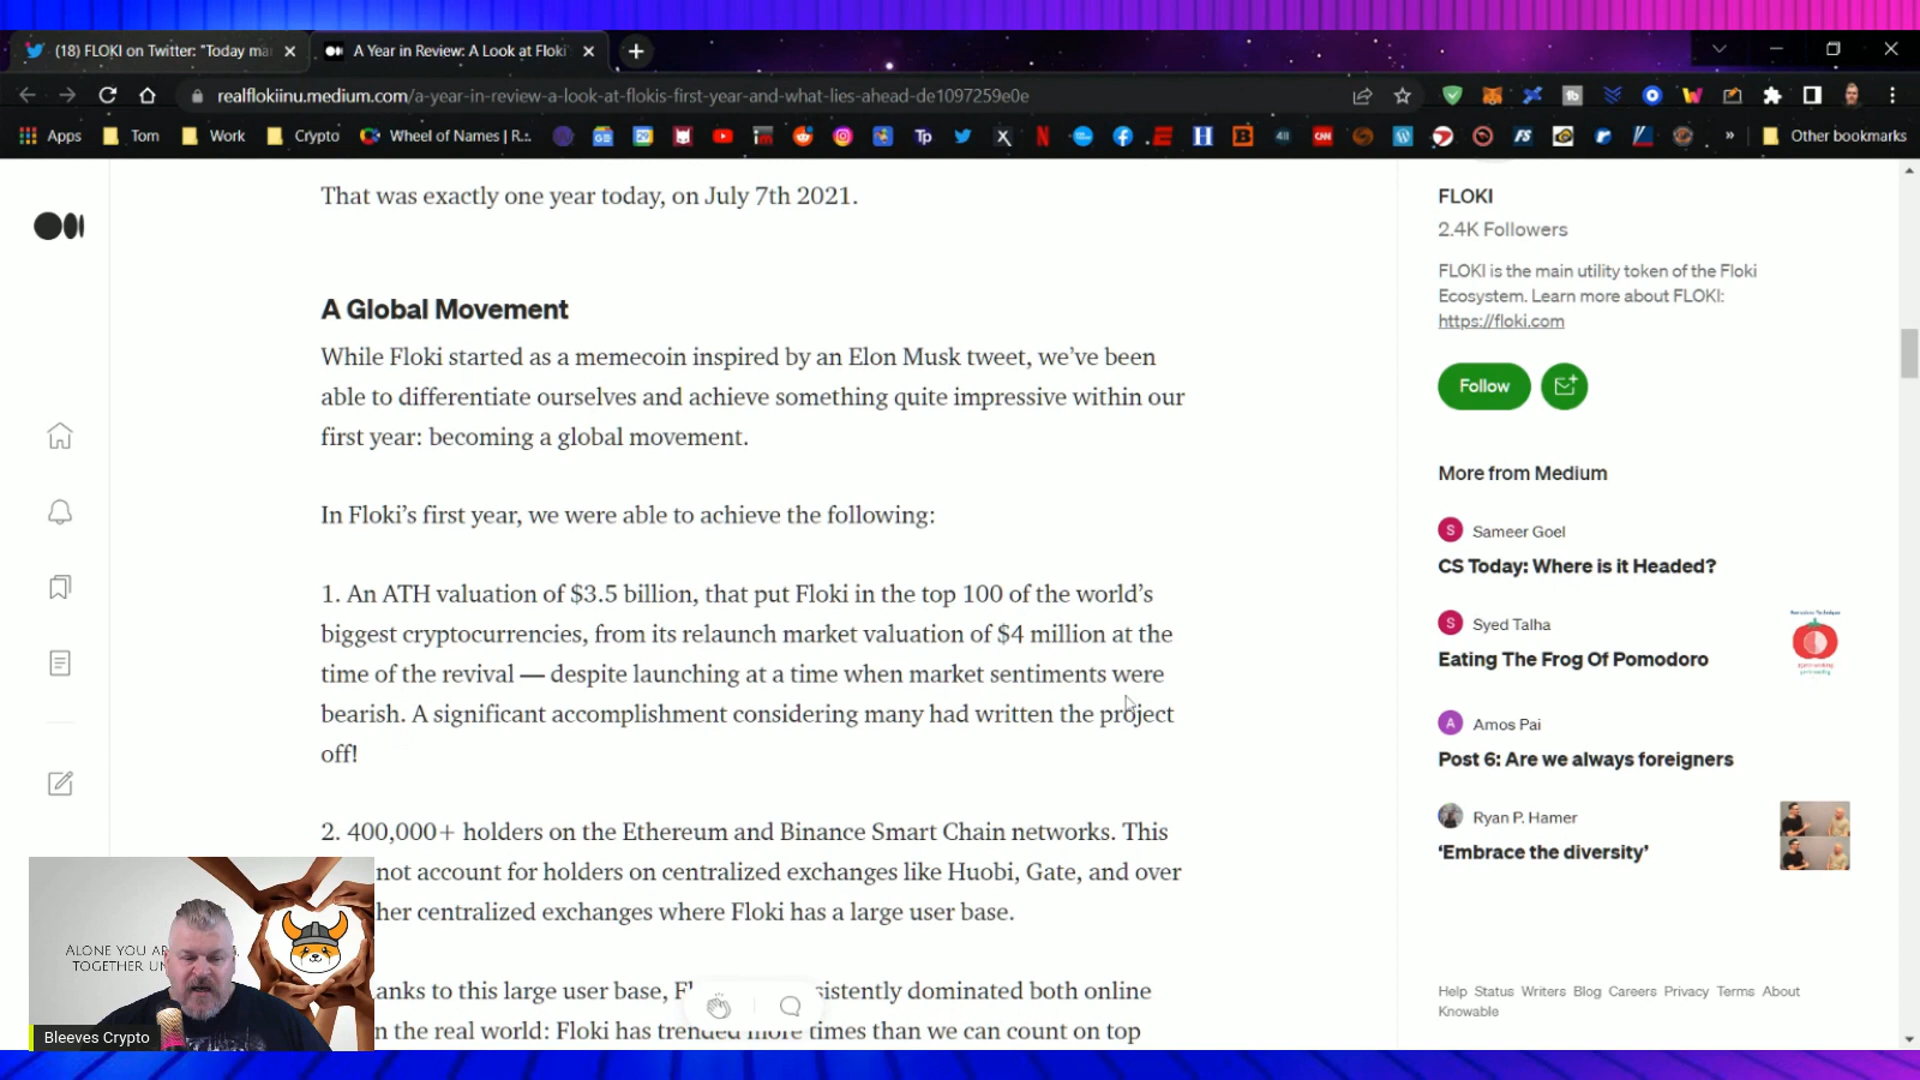 (18) FLOKI on Twitter: "Today ma
A Year in Review: A Look at Floki
realflokiinu.medium.com/a-year-in-review-a-look-at-flokis-first-year-and-what-lies-ahead-de1097259e0e
Apps
Tom
Work
Crypto
Wheel of Names | R...
Tp
CNN
FS
»
Other bookmarks
That was exactly one year today, on July 7th 2021.
A Global Movement
While Floki started as a memecoin inspired by an Elon Musk tweet, we've been
able to differentiate ourselves and achieve something quite impressive within our
first year: becoming a global movement.
In Floki's first year, we were able to achieve the following:
1. An ATH valuation of $3.5 billion, that put Floki in the top 100 of the world's
biggest cryptocurrencies, from its relaunch market valuation of $4 million at the
time of the revival — despite launching at a time when market sentiments were
bearish. A significant accomplishment considering many had written the project
off!
2. 400,000+ holders on the Ethereum and Binance Smart Chain networks. This
not account for holders on centralized exchanges like Huobi, Gate, and over
her centralized exchanges where Floki has a large user base.
anks to this large user base, F sistently dominated both online
n the real world: Floki has trended more times than we can count on top
FLOKI
2.4K Followers
FLOKI is the main utility token of the Floki
Ecosystem. Learn more about FLOKI:
https://floki.com
Follow
More from Medium
S Sameer Goel
CS Today: Where is it Headed?
S Syed Talha
Eating The Frog Of Pomodoro
A Amos Pai
Post 6: Are we always foreigners
Ryan P. Hamer
'Embrace the diversity'
Help Status Writers Blog Careers Privacy Terms About
Knowable
ALONE YOU AR
TOGETHER UN
Bleeves Crypto